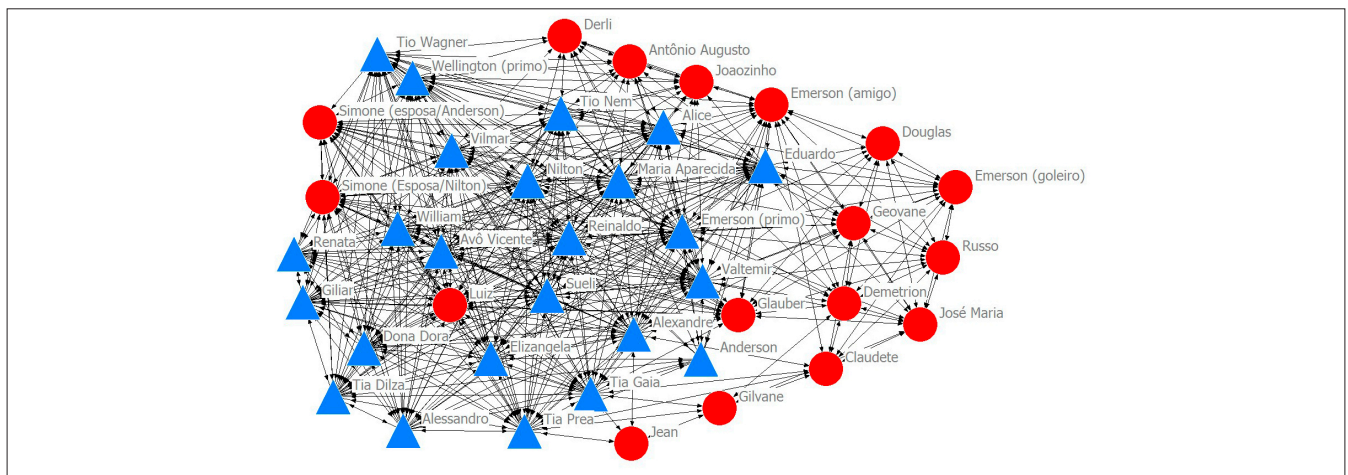 Derli
Tio Wagner
Antônio Augusto
Wellington (primo)
Joaozinho
Emerson (amigo)
Simone (esposa/Anderson)
Tio Nem
Alice
Douglas
Vilmar
Eduardo
Nilton
Maria Aparecida
Emerson (goleiro)
Simone (Esposa/Nilton)
William
Reinaldo
Emerson (primo)
Geovane
Renata
Avô Vicente
Russo
Valtemir
Giliar
Luiz
Sueli
Glauber
Demetrion
José Maria
Alexandre
Dona Dora
Elizangela
Anderson
Claudete
Tia Dilza
Tia Gaia
Gilvane
Alessandro
Tia Prea
Jean